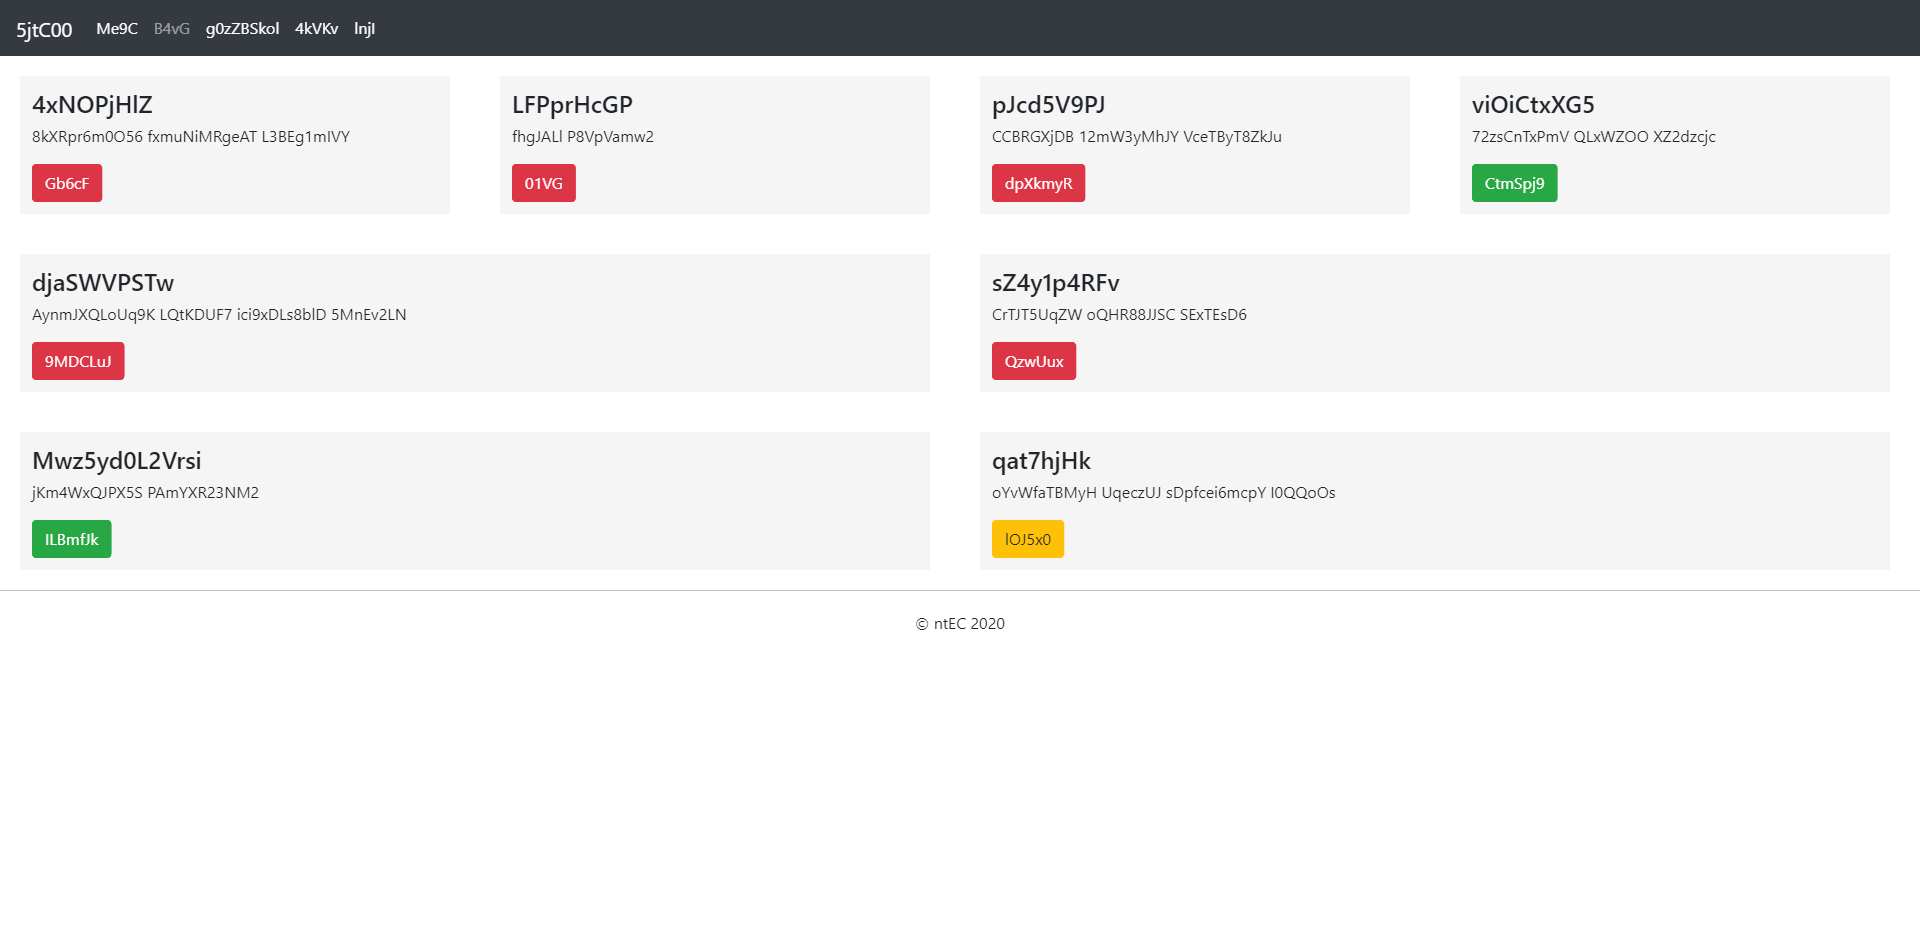 5jtC00 Me9C B4vG g0zZBSkol 4kVKv lnjI
4xNOPjHlZ
8kXRpr6m0O56 fxmuNiMRgeAT L3BEg1mIVY
Gb6cF
LFPprHcGP
fhgJALl P8VpVamw2
01VG
pJcd5V9PJ
CCBRGXjDB 12mW3yMhJY VceTByT8ZkJu
dpXkmyR
viOiCtxXG5
72zsCnTxPmV QLxWZOO XZ2dzcjc
CtmSpj9
djaSWVPSTw
AynmJXQLoUq9K LQtKDUF7 ici9xDLs8blD 5MnEv2LN
9MDCLuJ
sZ4y1p4RFv
CrTJT5UqZW oQHR88JJSC SExTEsD6
QzwUux
Mwz5yd0L2Vrsi
jKm4WxQJPX5S PAmYXR23NM2
ILBmfJk
qat7hjHk
oYvWfaTBMyH UqeczUJ sDpfcei6mcpY I0QQoOs
lOJ5x0
© ntEC 2020